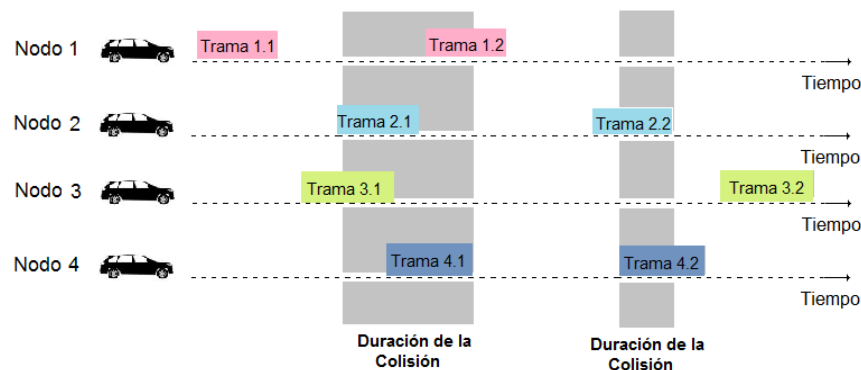 Nodo 1
Trama 1.1
Trama 1.2
Tiempo
Nodo 2
Trama 2.1
Trama 2.2
Tiempo
Nodo 3
Trama 3.1
Trama 3.2
Tiempo
Nodo 4
Trama 4.1
Trama 4.2
Tiempo
Duración de la
Colisión
Duración de la
Colisión